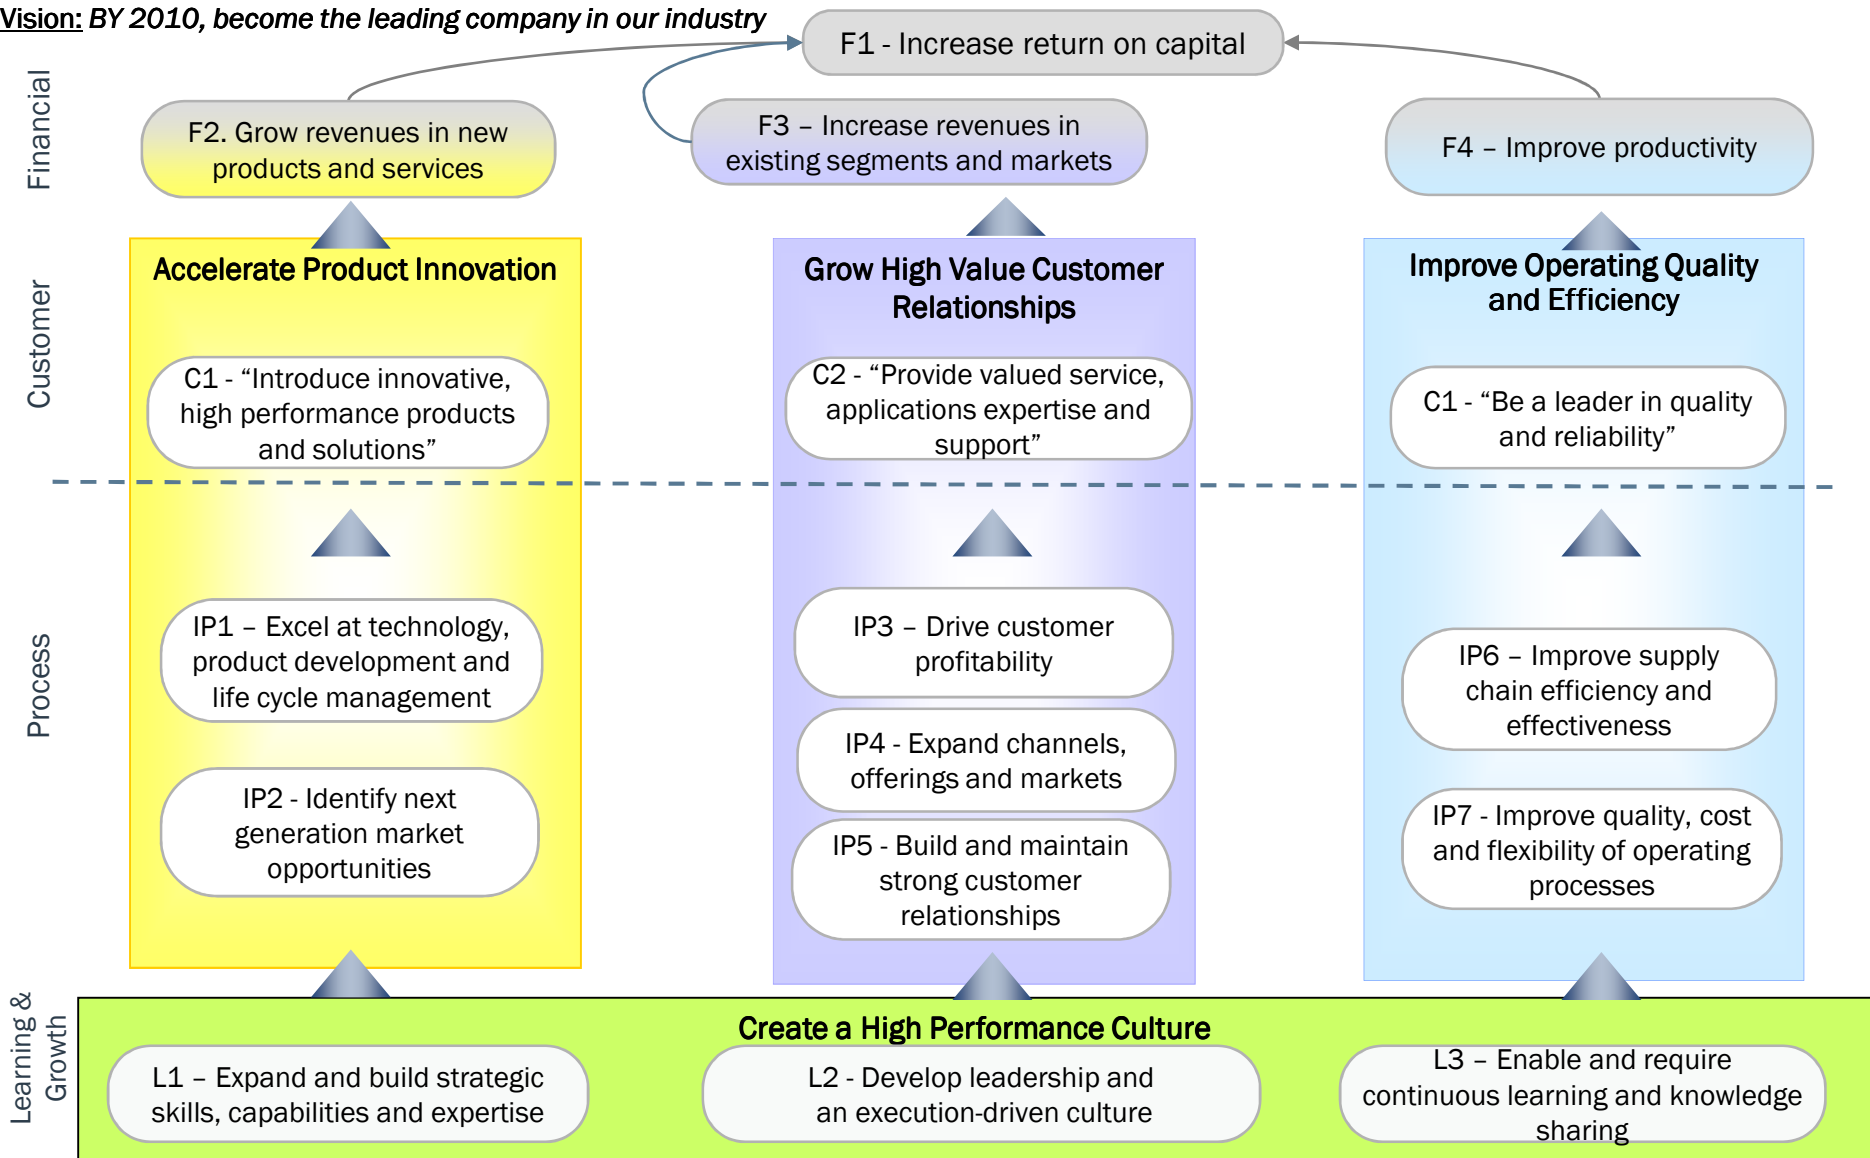 Vision: BY 2010, become the leading company in our industry
F1 - Increase return on capital
Financial
F2. Grow revenues in new
products and services
F3 – Increase revenues in
existing segments and markets
F4 – Improve productivity
Customer
Accelerate Product Innovation
C1 - “Introduce innovative,
high performance products
and solutions”
Grow High Value Customer
Relationships
C2 - “Provide valued service,
applications expertise and
support”
Improve Operating Quality
and Efficiency
C1 - “Be a leader in quality
and reliability”
Process
IP1 – Excel at technology,
product development and
life cycle management
IP2 - Identify next
generation market
opportunities
IP3 – Drive customer
profitability
IP4 - Expand channels,
offerings and markets
IP5 - Build and maintain
strong customer
relationships
IP6 – Improve supply
chain efficiency and
effectiveness
IP7 - Improve quality, cost
and flexibility of operating
processes
Learning &
Growth
Create a High Performance Culture
L1 – Expand and build strategic
skills, capabilities and expertise
L2 - Develop leadership and
an execution-driven culture
L3 – Enable and require
continuous learning and knowledge
sharing